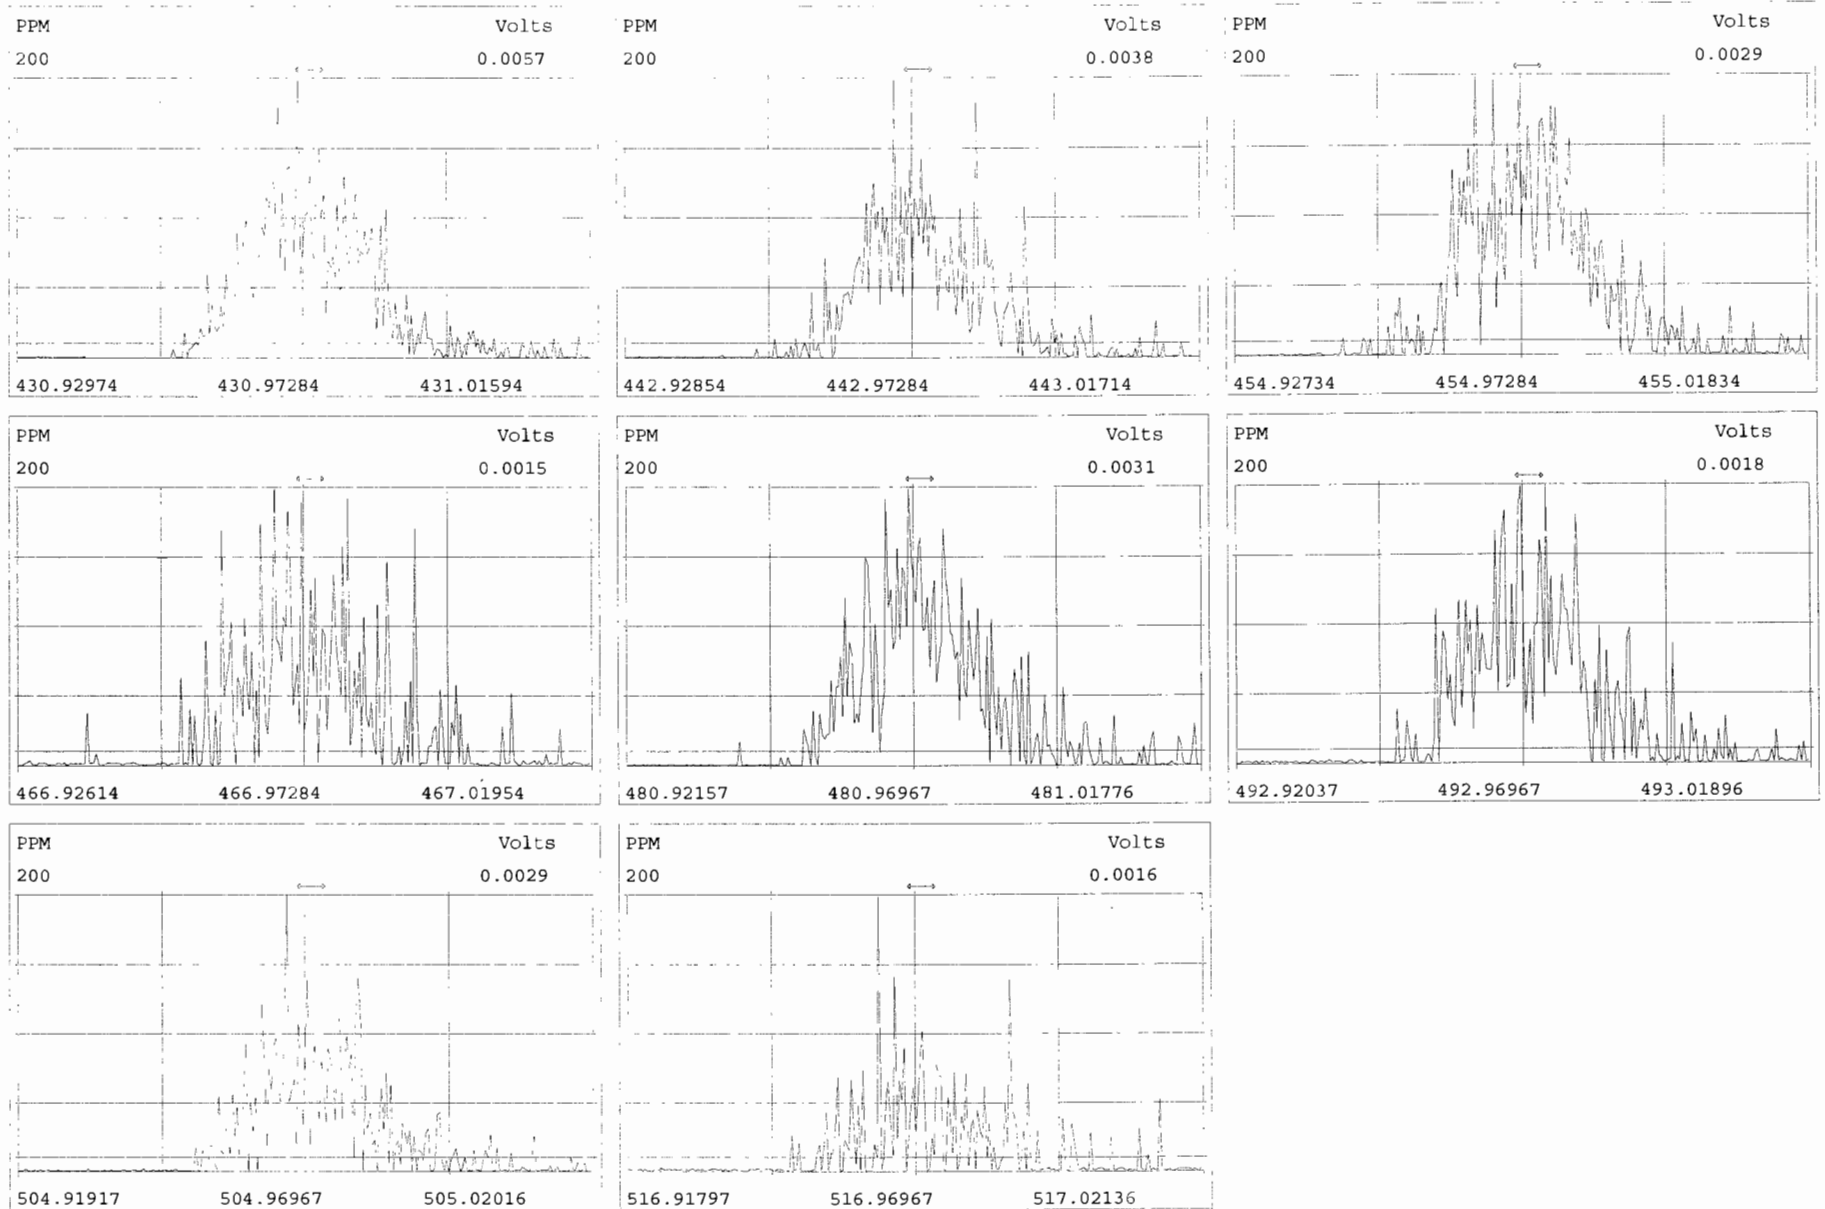 PPM Volts
200 0.0057
430.92974 430.97284 431.01594
PPM Volts
200 0.0038
442.92854 442.97284 443.01714
PPM Volts
200 0.0029
454.92734 454.97284 455.01834
PPM Volts
200 0.0015
466.92614 466.97284 467.01954
PPM Volts
200 0.0031
480.92157 480.96967 481.01776
PPM Volts
200 0.0018
492.92037 492.96967 493.01896
PPM Volts
200 0.0029
504.91917 504.96967 505.02016
PPM Volts
200 0.0016
516.91797 516.96967 517.02136